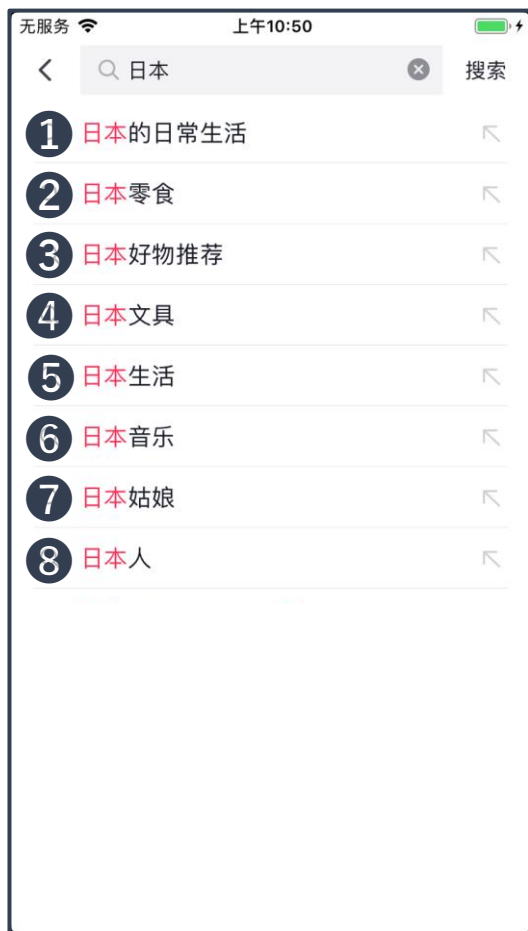 无服务 上午10:50
日本 搜索
1 日本的日常生活
2 日本零食
3 日本好物推荐
4 日本文具
5 日本生活
6 日本音乐
7 日本姑娘
8 日本人